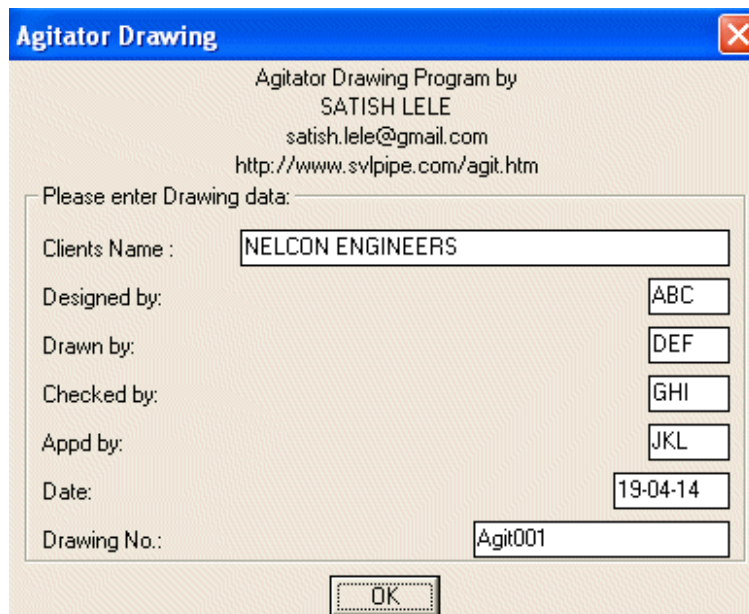 Agitator Drawing
Agitator Drawing Program by
SATISH LELE
satish.lele@gmail.com
http://www.svlpipe.com/agit.htm
Please enter Drawing data:
Clients Name : NELCON ENGINEERS
Designed by: ABC
Drawn by: DEF
Checked by: GHI
Appd by: JKL
Date: 19-04-14
Drawing No.: Agit001
OK